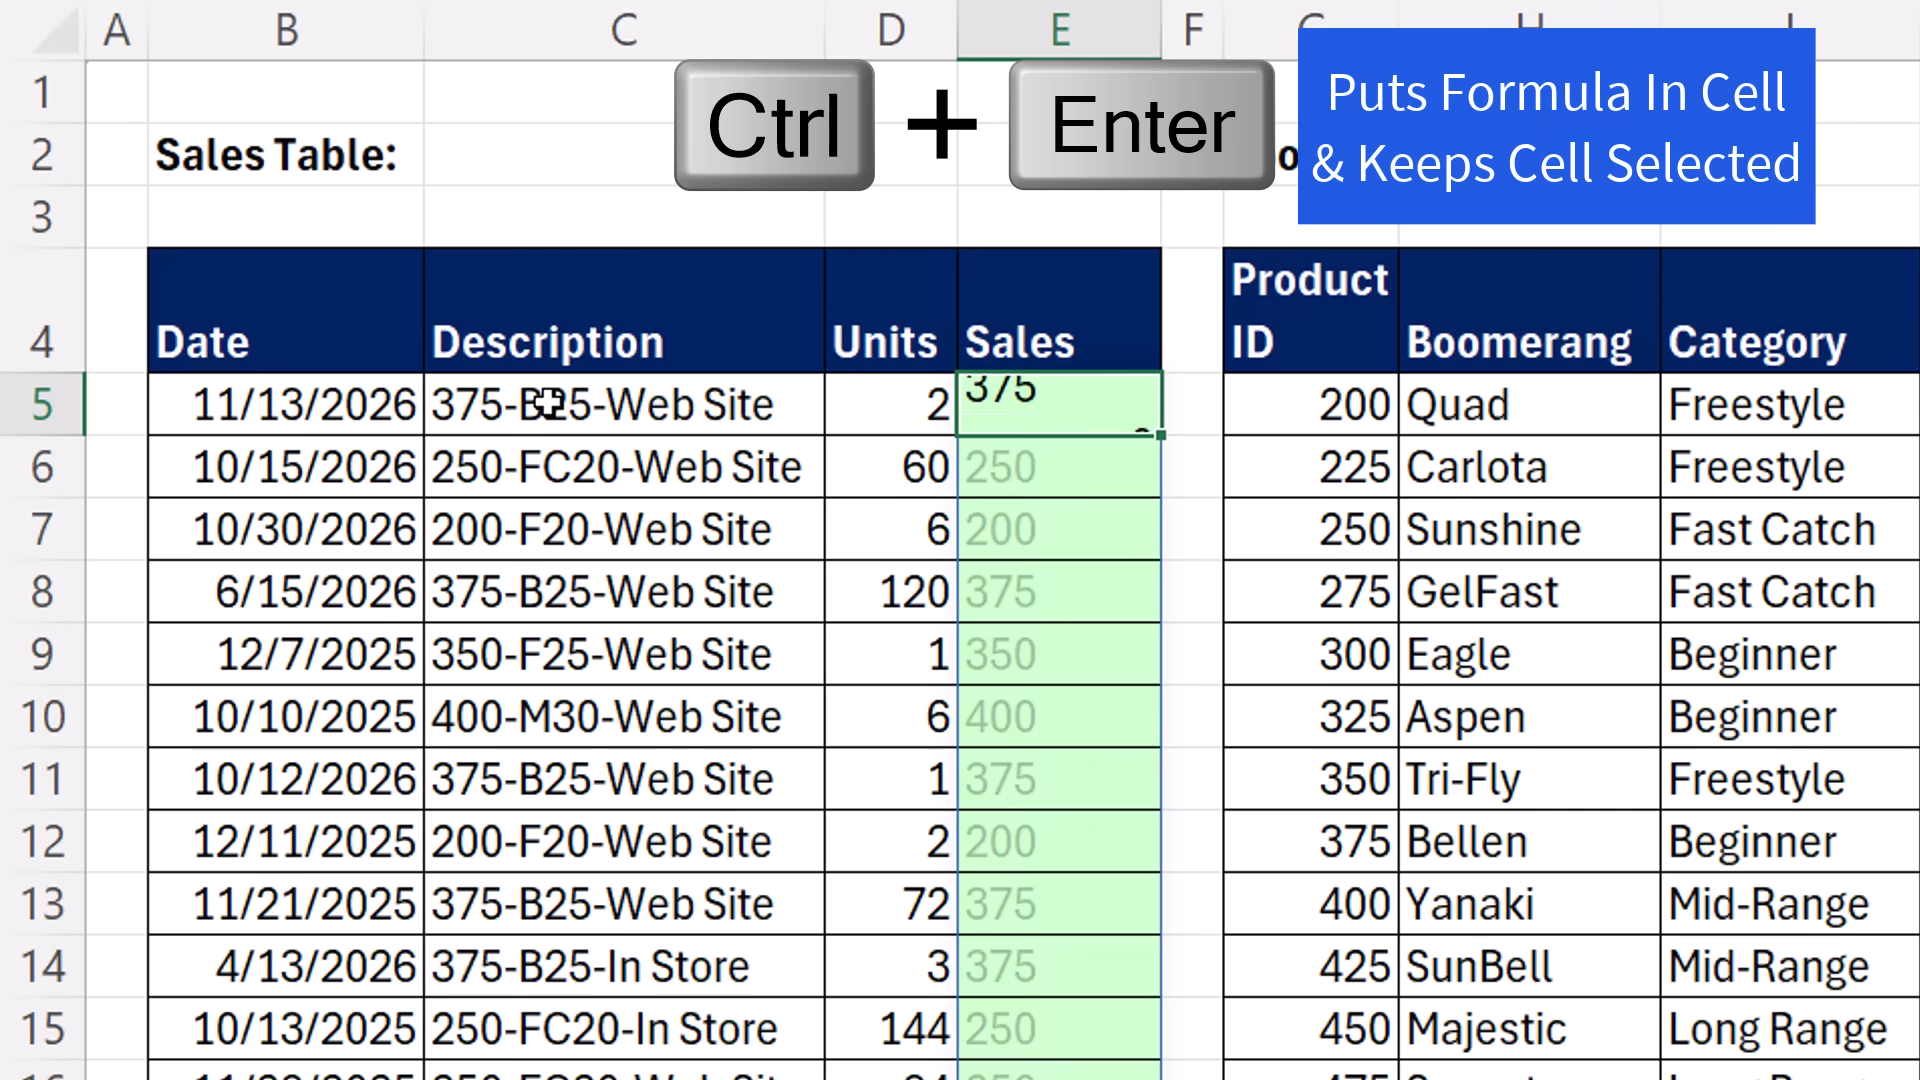 A B C D E F
Ctrl + Enter
Puts Formula In Cell
& Keeps Cell Selected
1
2 Sales Table:
3
4 Date Description Units Sales Product ID Boomerang Category
5 11/13/2026 375-B25-Web Site 2 375 200 Quad Freestyle
6 10/15/2026 250-FC20-Web Site 60 250 225 Carlota Freestyle
7 10/30/2026 200-F20-Web Site 6 200 250 Sunshine Fast Catch
8 6/15/2026 375-B25-Web Site 120 375 275 GelFast Fast Catch
9 12/7/2025 350-F25-Web Site 1 350 300 Eagle Beginner
10 10/10/2025 400-M30-Web Site 6 400 325 Aspen Beginner
11 10/12/2026 375-B25-Web Site 1 375 350 Tri-Fly Freestyle
12 12/11/2025 200-F20-Web Site 2 200 375 Bellen Beginner
13 11/21/2025 375-B25-Web Site 72 375 400 Yanaki Mid-Range
14 4/13/2026 375-B25-In Store 3 375 425 SunBell Mid-Range
15 10/13/2025 250-FC20-In Store 144 250 450 Majestic Long Range